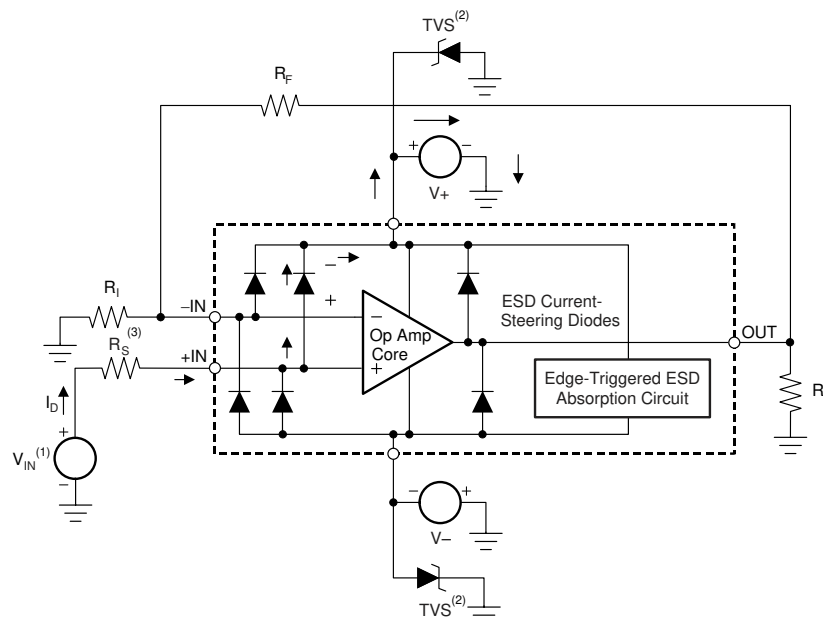 TVS(2)
RF
+ −
V+
RI
(3)
RS
−IN
+IN
−
+
−
Op Amp
Core
+
ESD Current-
Steering Diodes
OUT
Edge-Triggered ESD
Absorption Circuit
R
ID
+
VIN(1)
−
− +
V−
TVS(2)